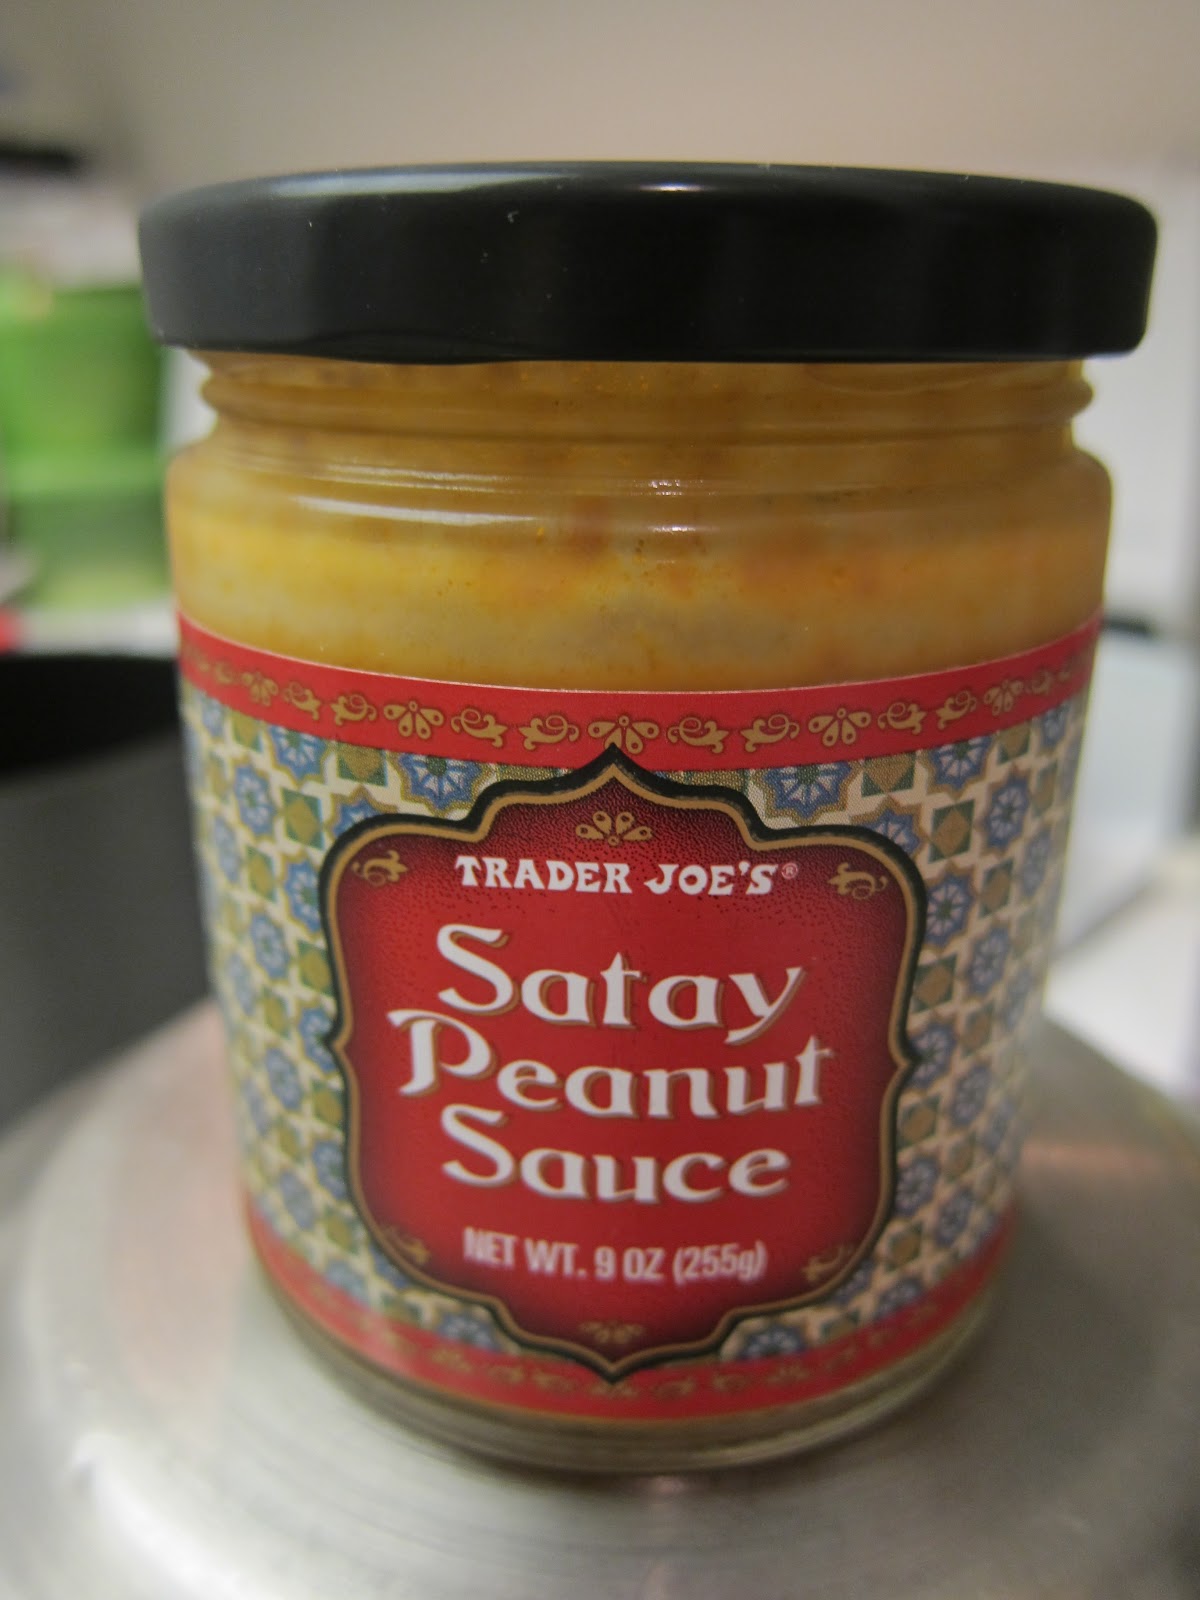 TRADER JOE'S®
Satay
Peanut
Sauce
NET WT. 9 OZ (255g)